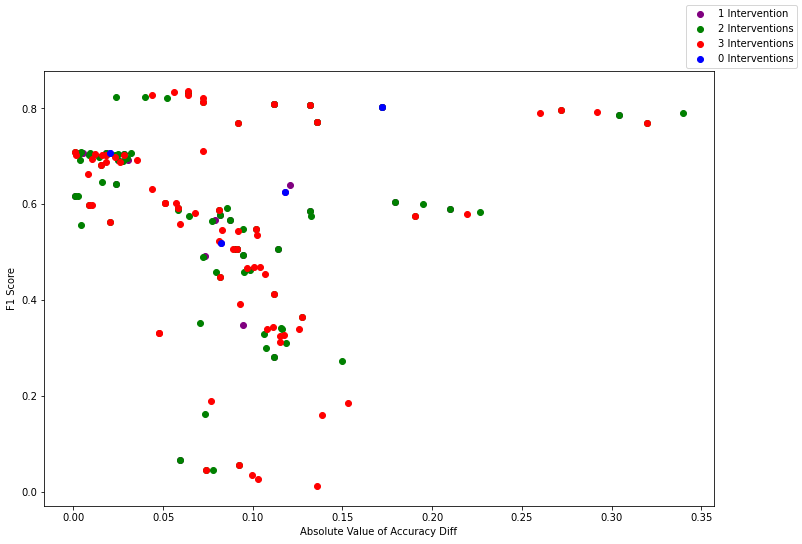 1 Intervention
2 Interventions
3 Interventions
0 Interventions
0.8
0.6
0.4
0.2
0.0
F1 Score
0.00 0.05 0.10 0.15 0.20 0.25 0.30 0.35
Absolute Value of Accuracy Diff